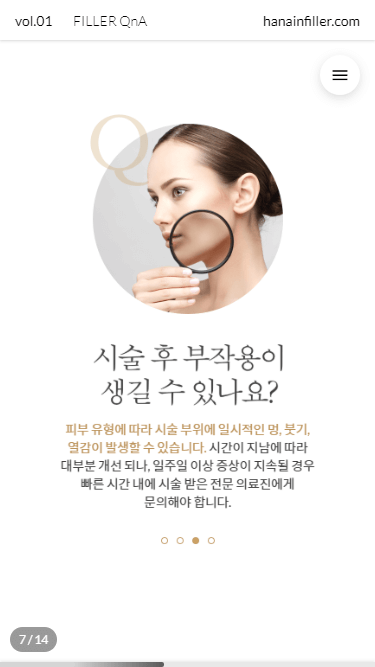 vol.01 FILLER QnA hanainfiller.com
Q
시술 후 부작용이
생길 수 있나요?
피부 유형에 따라 시술 부위에 일시적인 멍, 붓기,
열감이 발생할 수 있습니다. 시간이 지남에 따라
대부분 개선 되나, 일주일 이상 증상이 지속될 경우
빠른 시간 내에 시술 받은 전문 의료진에게
문의해야 합니다.
7 / 14